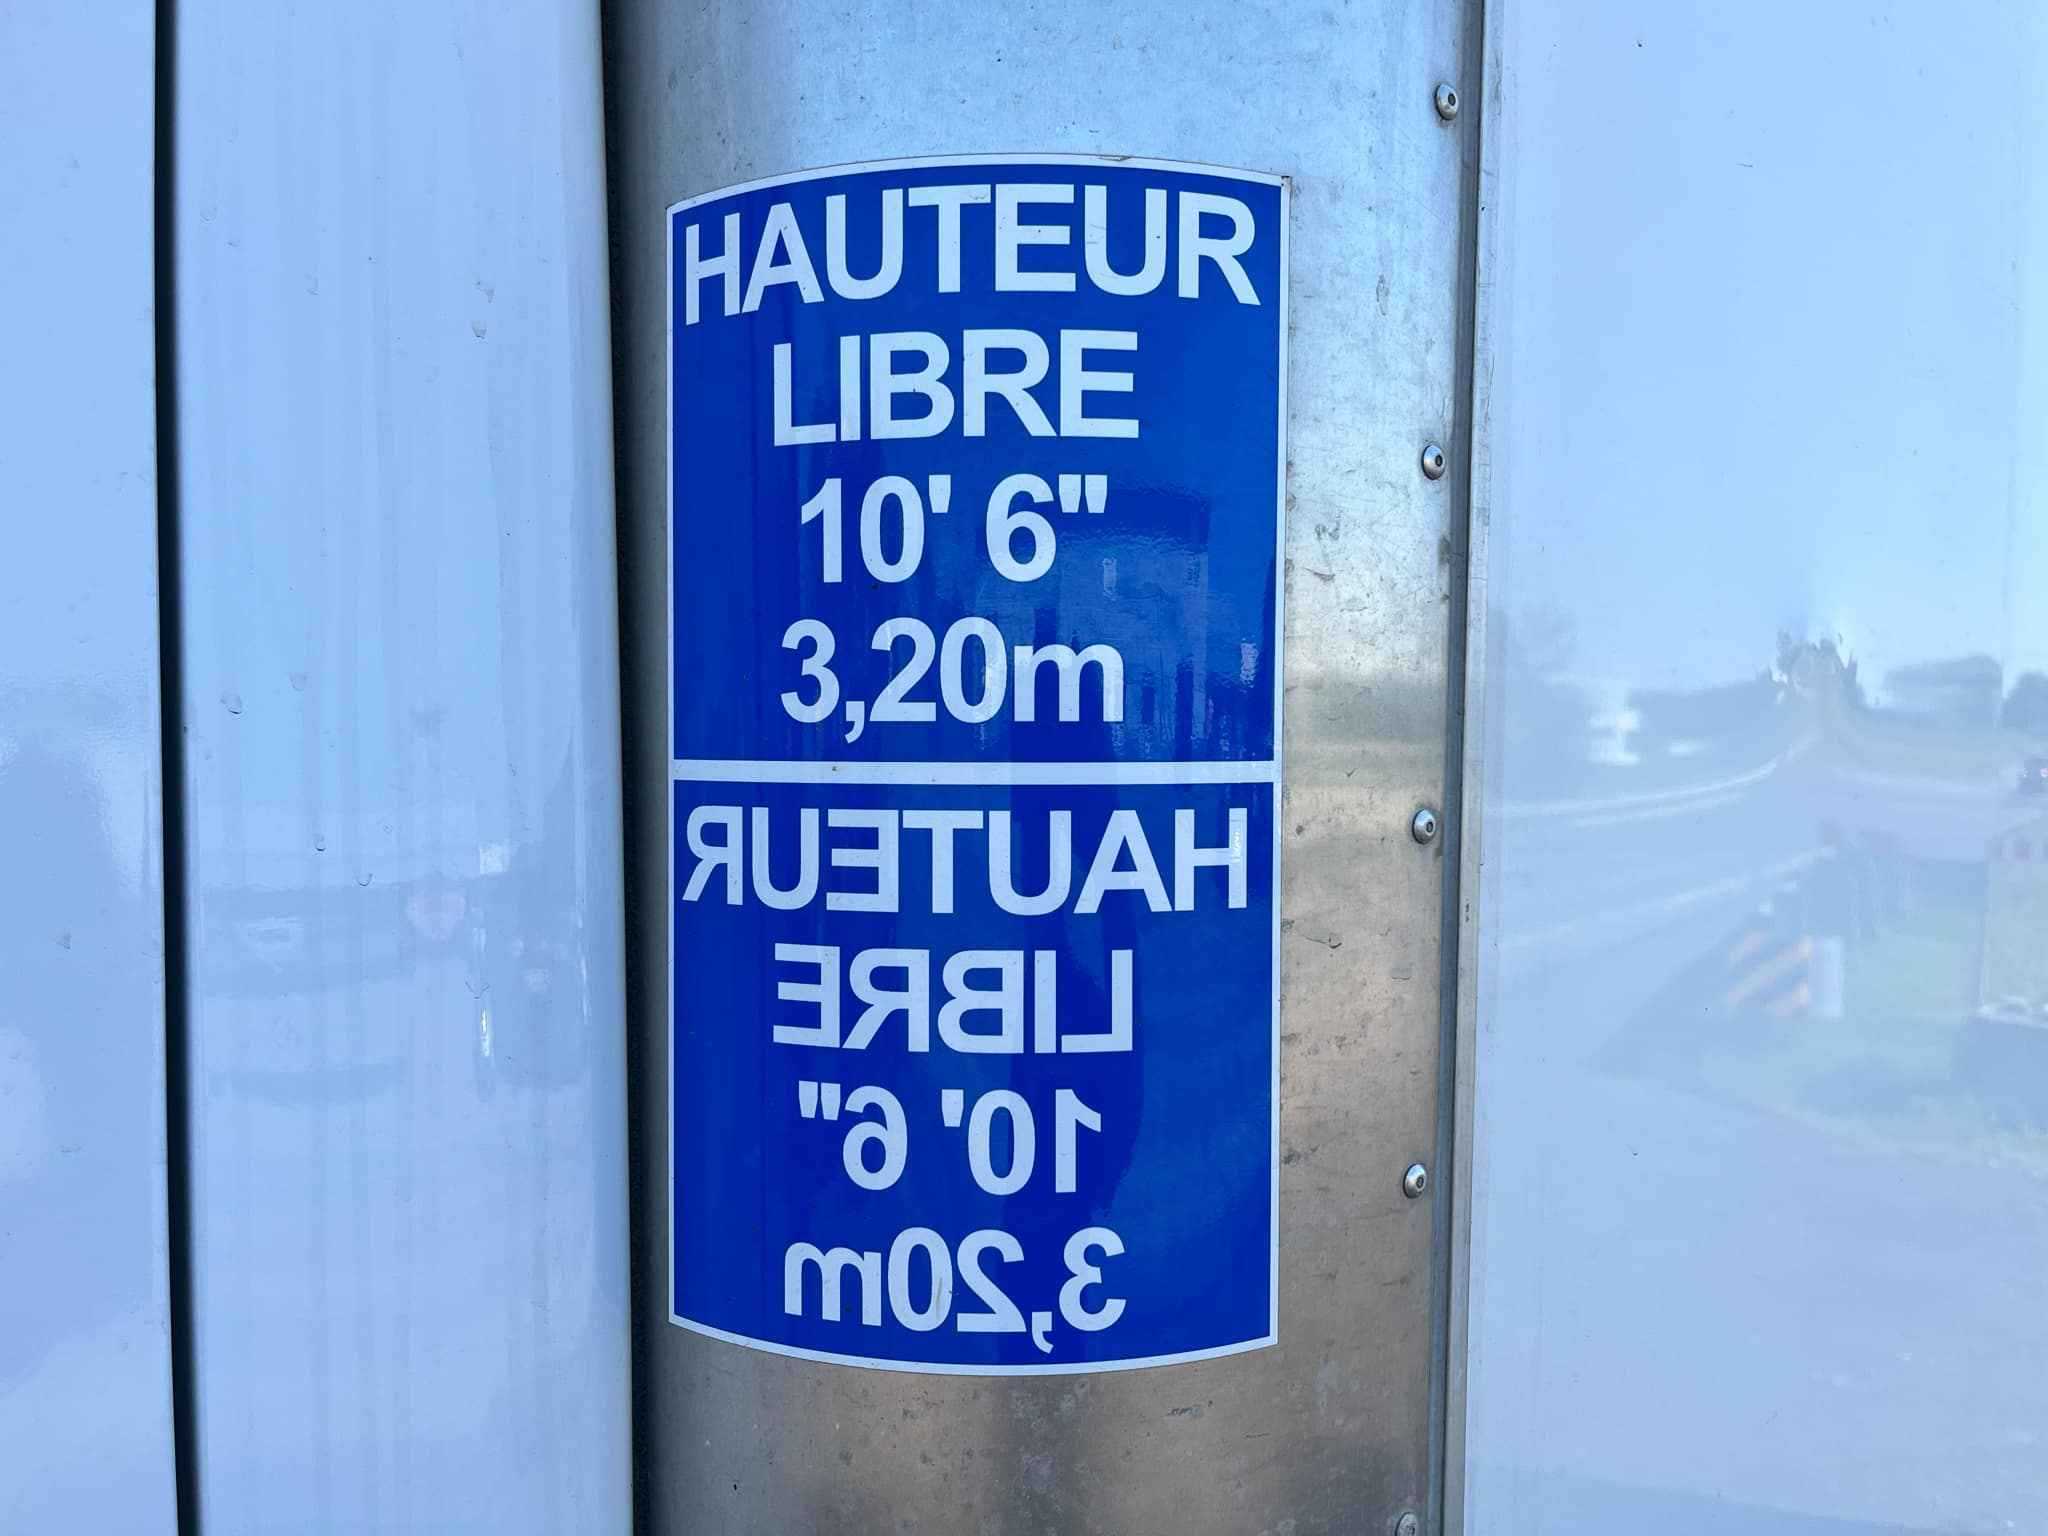 HAUTEUR
LIBRE
10' 6"
3,20m
HAUTEUR
LIBRE
10' 6"
3,20m